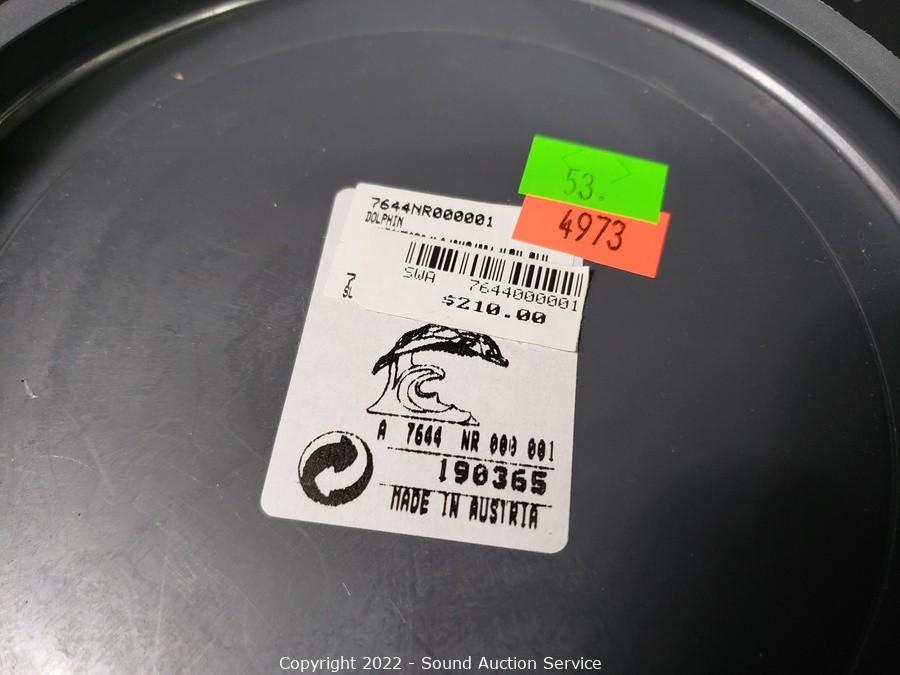 53.
4973
7644NR000001
DOLPHIN
7
SWA 7644000001
$210.00
A 7644 NR 000 001
190365
MADE IN AUSTRIA
Copyright 2022 - Sound Auction Service